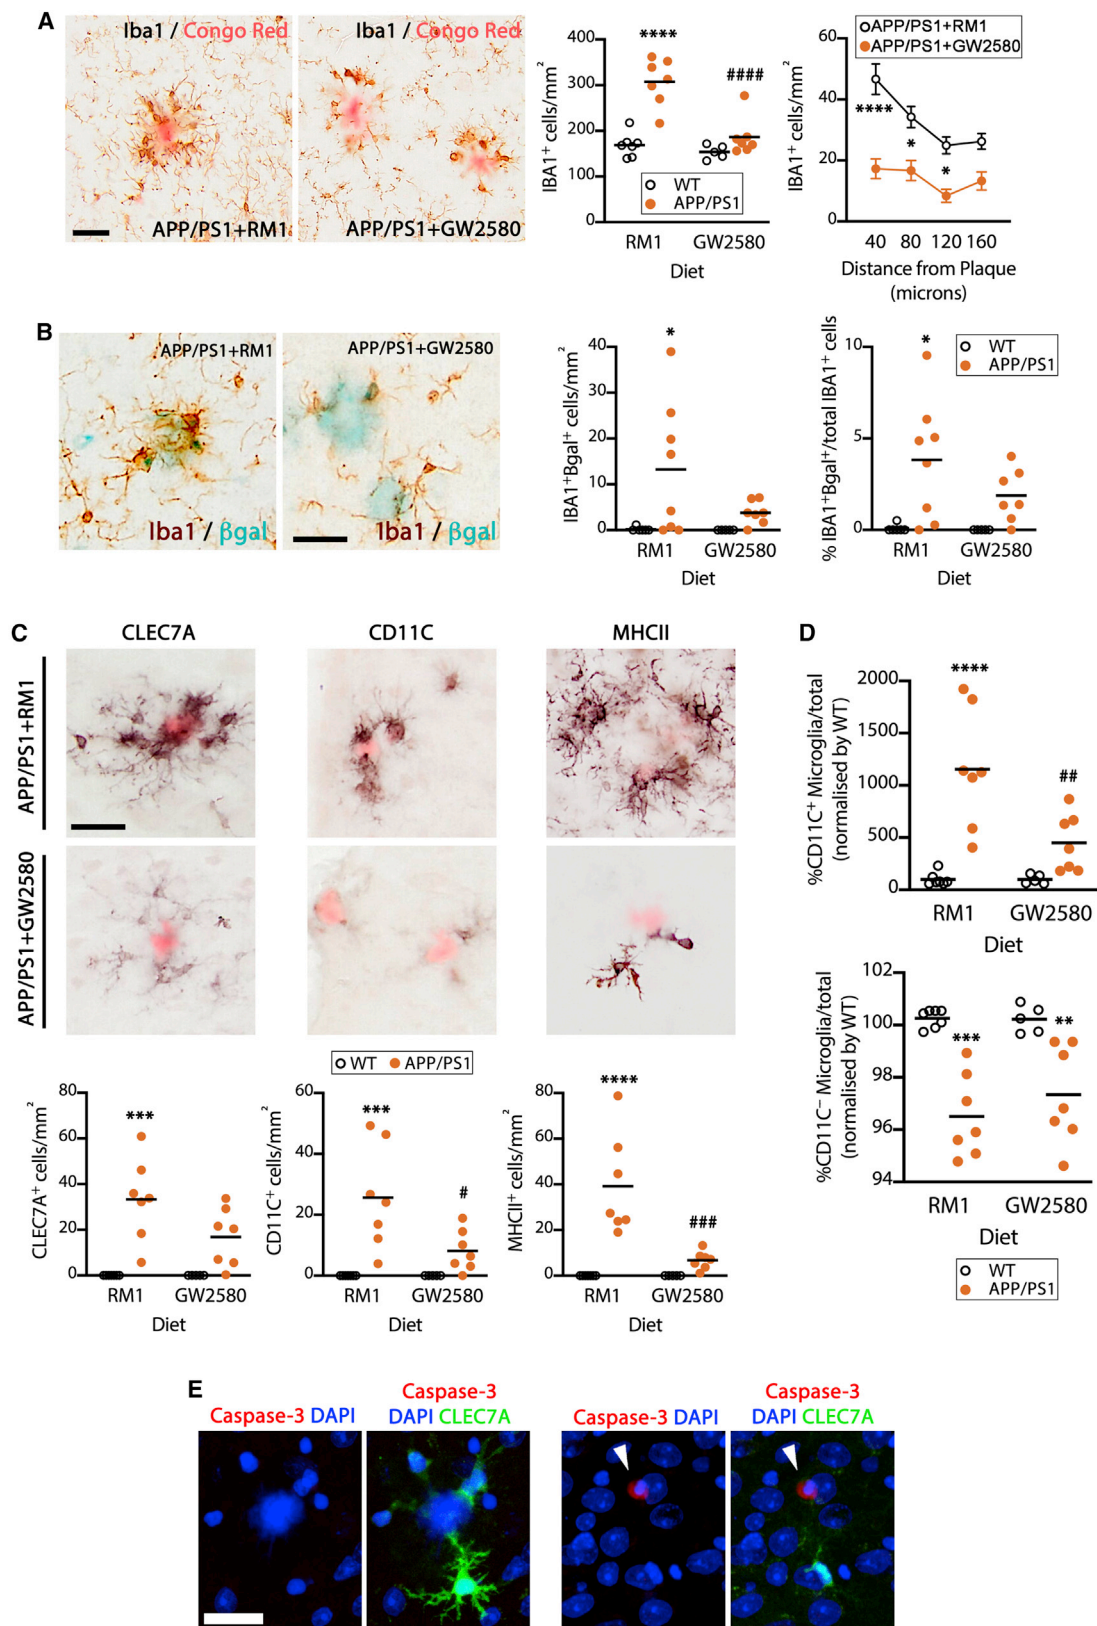 A
Iba1 / Congo Red
Iba1 / Congo Red
APP/PS1+RM1
APP/PS1+GW2580
IBA1⁺ cells/mm²
400
300
200
100
0
****
####
WT
APP/PS1
RM1
GW2580
Diet
APP/PS1+RM1
APP/PS1+GW2580
IBA1⁺ cells/mm²
60
40
20
0
****
*
*
40 80 120 160
Distance from Plaque
(microns)
B
APP/PS1+RM1
APP/PS1+GW2580
Iba1 / βgal
Iba1 / βgal
IBA1⁺Bgal⁺ cells/mm²
40
30
20
10
0
*
RM1
GW2580
Diet
% IBA1⁺Bgal⁺/total IBA1⁺ cells
10
5
0
*
WT
APP/PS1
RM1
GW2580
Diet
C
CLEC7A
CD11C
MHCII
APP/PS1+RM1
APP/PS1+GW2580
WT APP/PS1
CLEC7A⁺ cells/mm²
80
60
40
20
0
***
RM1
GW2580
Diet
CD11C⁺ cells/mm²
60
40
20
0
***
#
RM1
GW2580
Diet
MHCII⁺ cells/mm²
80
60
40
20
0
****
###
RM1
GW2580
Diet
D
%CD11C⁺ Microglia/total
(normalised by WT)
2000
1500
1000
500
0
****
##
RM1
GW2580
Diet
%CD11C⁻ Microglia/total
(normalised by WT)
102
100
98
96
94
***
**
RM1
GW2580
Diet
WT
APP/PS1
E
Caspase-3 DAPI
Caspase-3
DAPI CLEC7A
Caspase-3 DAPI
Caspase-3
DAPI CLEC7A